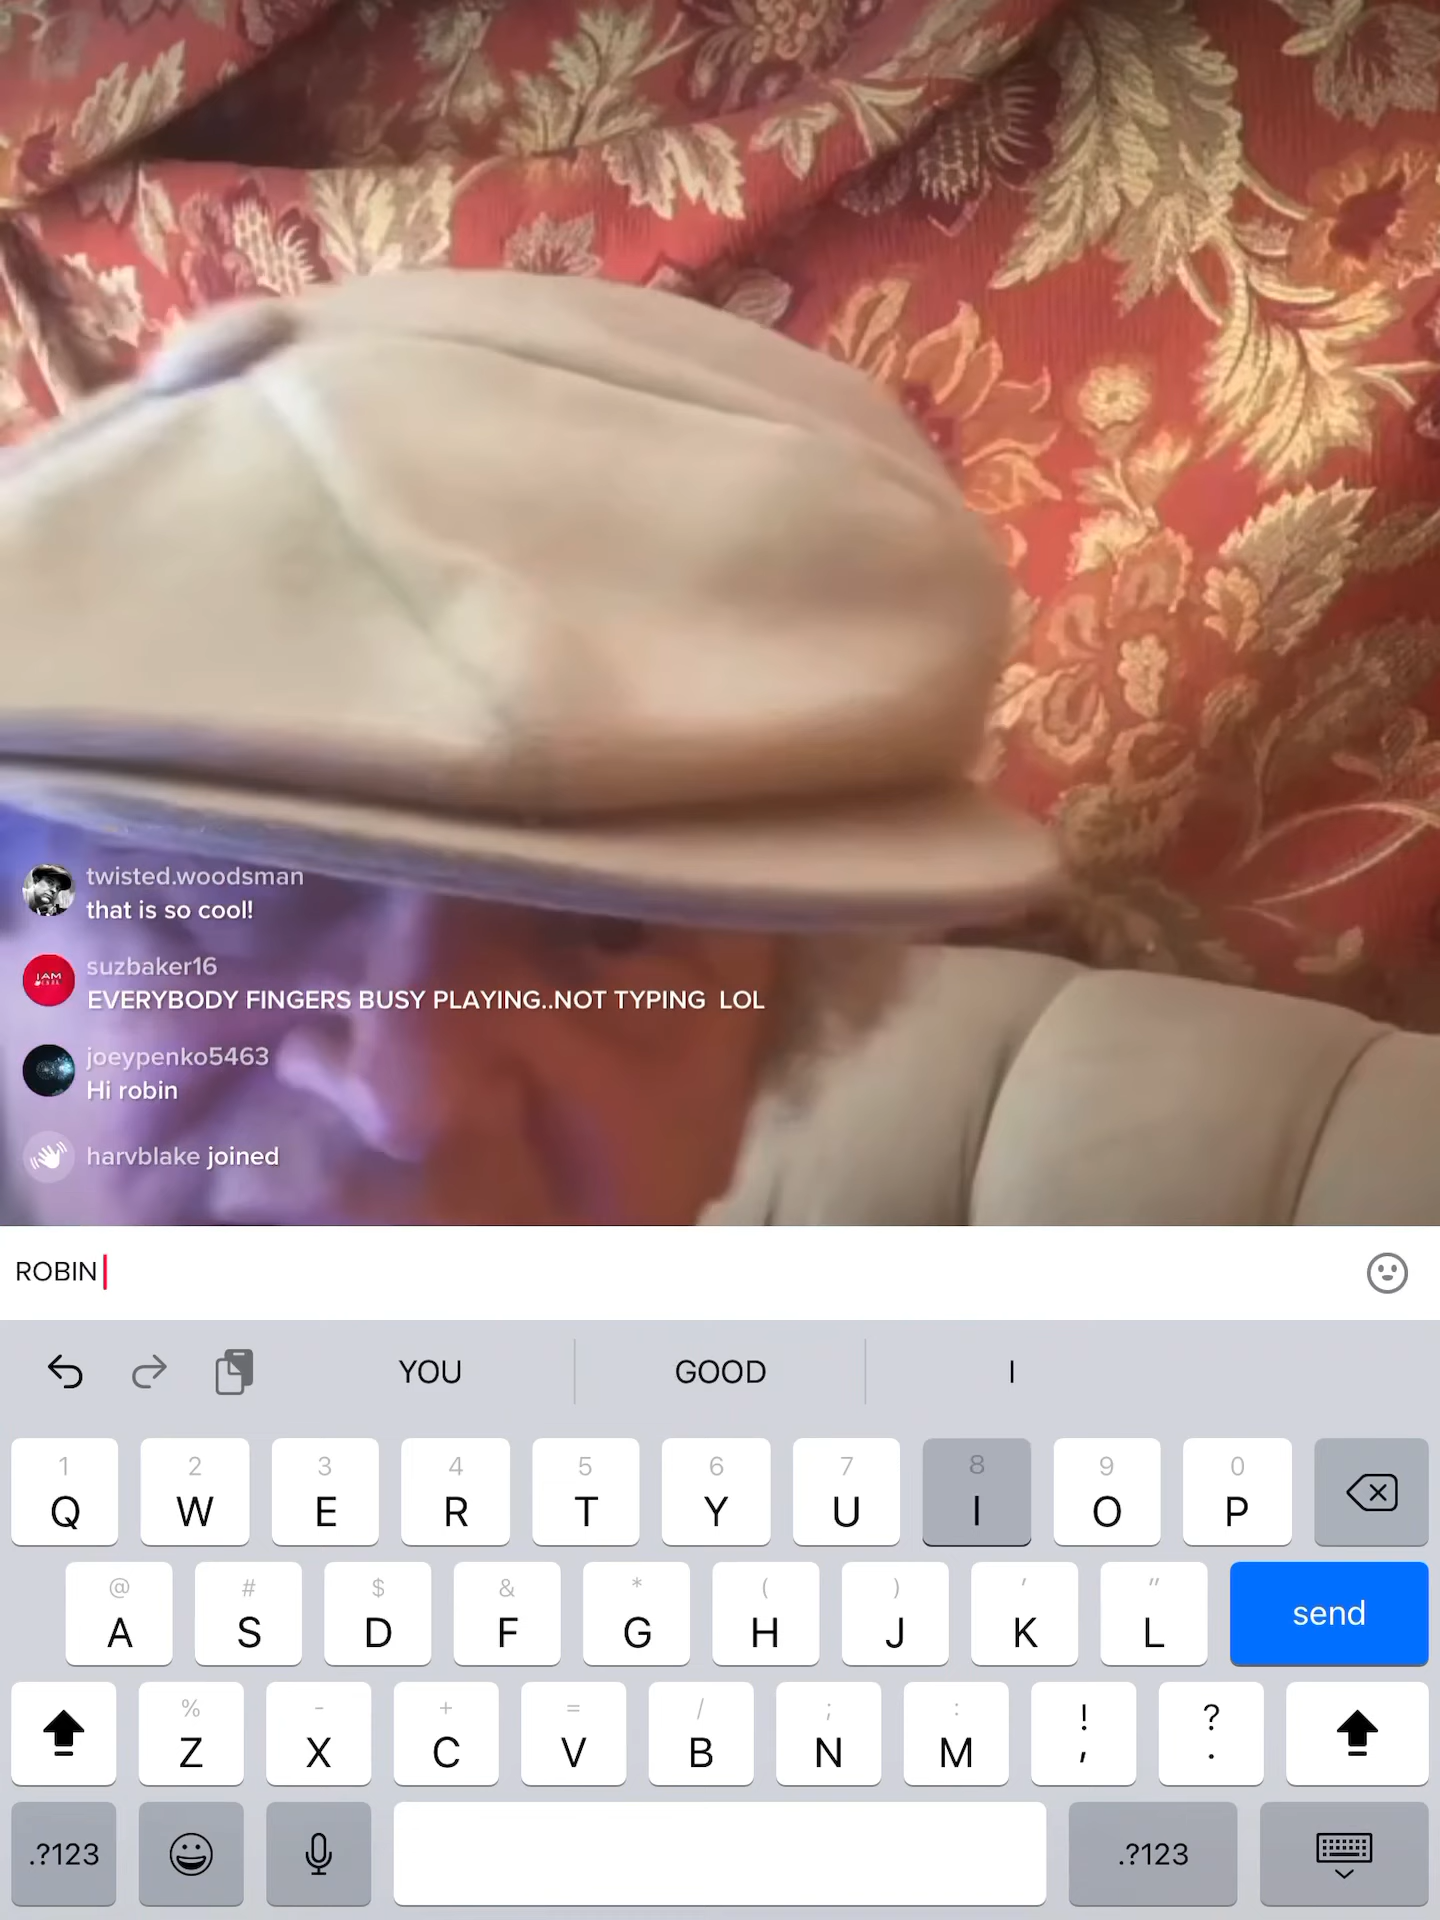 twisted.woodsman
that is so cool!
I AM
suzbaker16
EVERYBODY FINGERS BUSY PLAYING..NOT TYPING LOL
joeypenko5463
Hi robin
harvblake joined
ROBIN
YOU GOOD I
1 2 3 4 5 6 7 8 9 0
Q W E R T Y U I O P
@ # $ & * ( ) ' "
A S D F G H J K L send
% - + = / ; : ! ?
Z X C V B N M , .
.?123 .?123